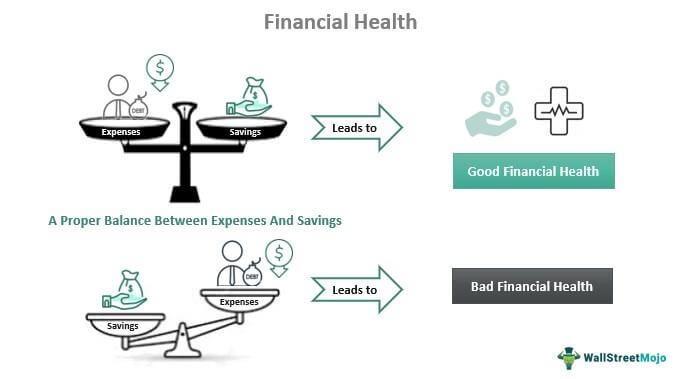 Financial Health
$
$
DEBT
Expenses
Savings
Leads to
$
$
$
Good Financial Health
A Proper Balance Between Expenses And Savings
$
$
DEBT
Savings
Expenses
Leads to
Bad Financial Health
WallStreetMojo